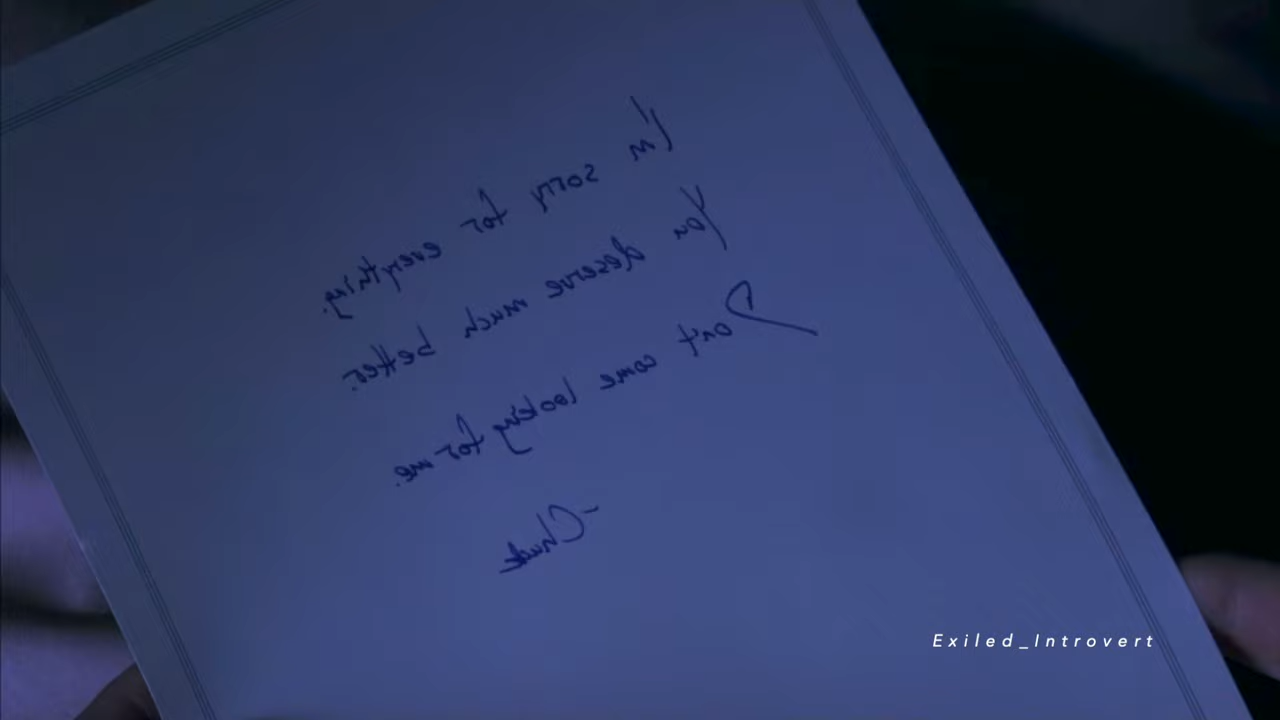 I'm sorry for everything.
You deserve much better.
Don't come looking for me.
-Chuck
Exiled_Introvert